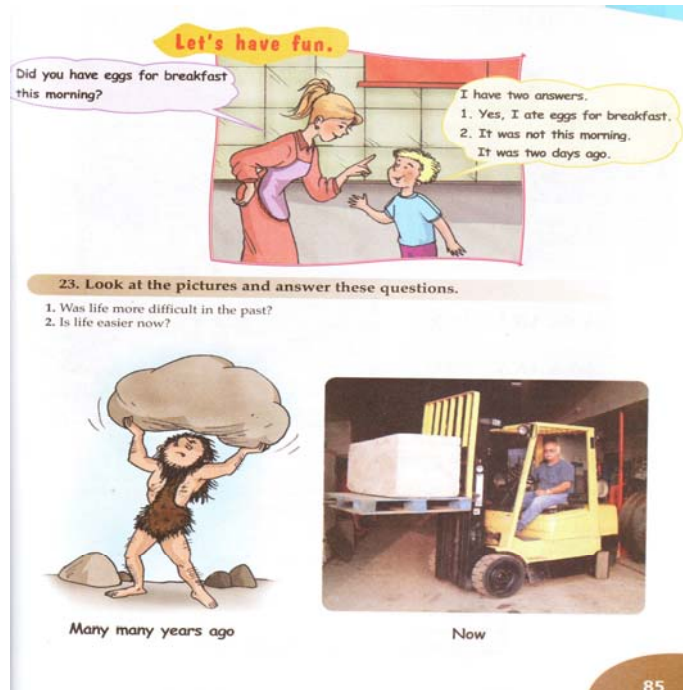 Let's have fun.
Did you have eggs for breakfast
this morning?
I have two answers.
1. Yes, I ate eggs for breakfast.
2. It was not this morning.
It was two days ago.
23. Look at the pictures and answer these questions.
1. Was life more difficult in the past?
2. Is life easier now?
Many many years ago
Now
85